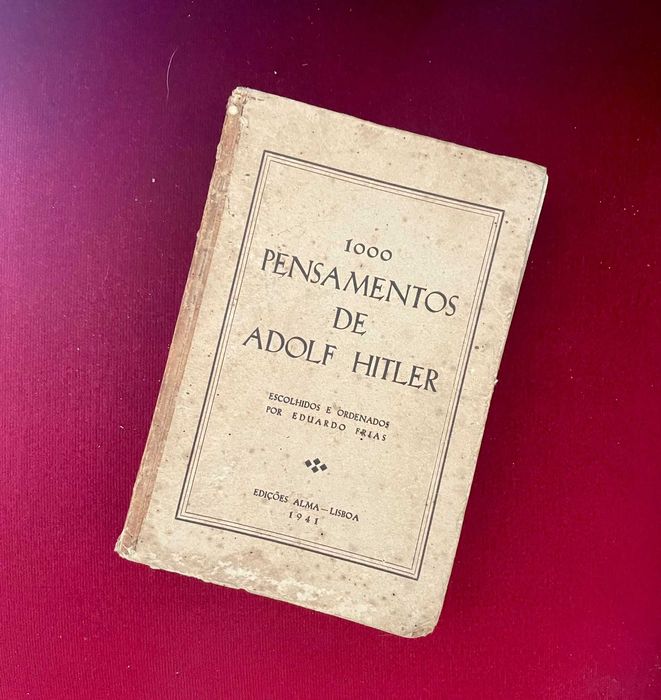 1000
PENSAMENTOS
DE
ADOLF HITLER
ESCOLHIDOS E ORDENADOS
POR EDUARDO FRIAS
EDIÇÕES ALMA—LISBOA
1941